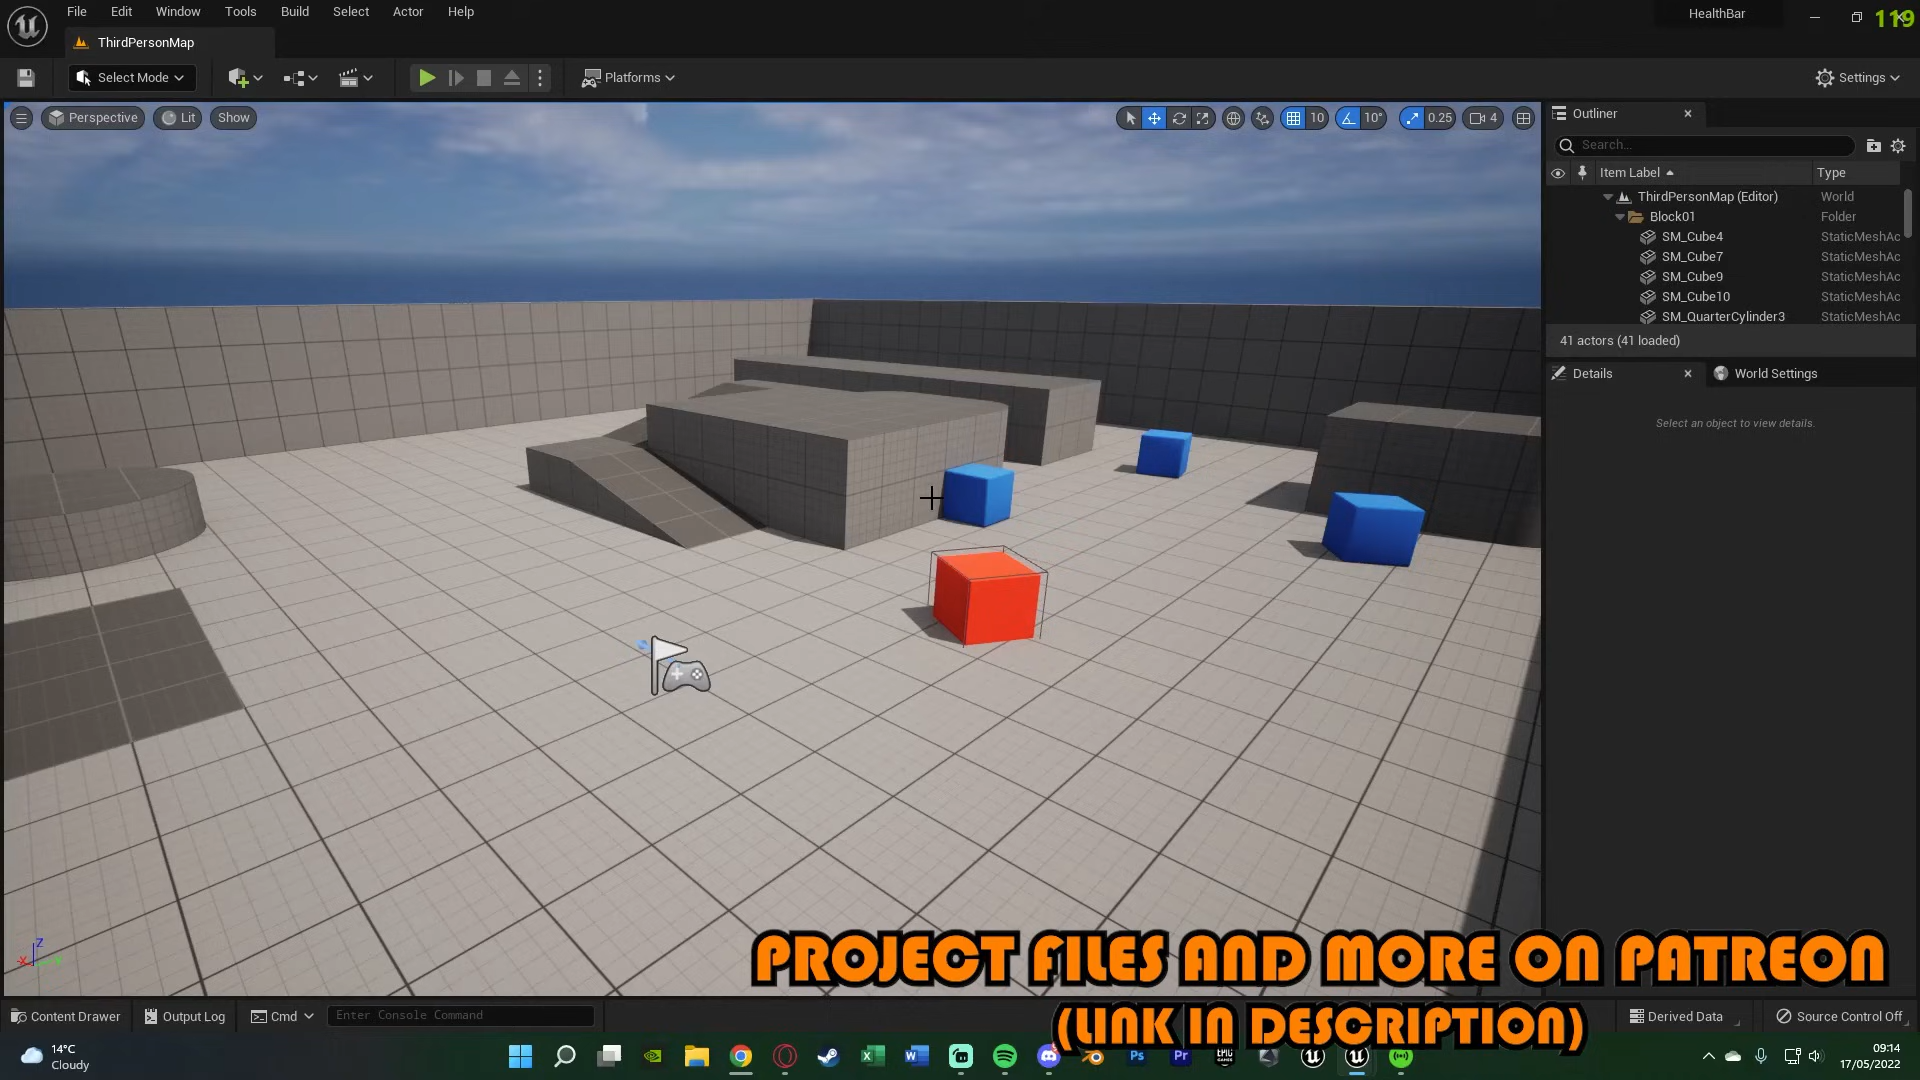 File Edit Window Tools Build Select Actor Help
HealthBar
119
ThirdPersonMap
Select Mode
Platforms
Settings
Perspective Lit Show
10 10° 0.25 4
Outliner
Search...
Item Label Type
ThirdPersonMap (Editor) World
Block01 Folder
SM_Cube4 StaticMeshAc
SM_Cube7 StaticMeshAc
SM_Cube9 StaticMeshAc
SM_Cube10 StaticMeshAc
SM_QuarterCylinder3 StaticMeshAc
41 actors (41 loaded)
Details World Settings
Select an object to view details.
Z
X Y
PROJECT FILES AND MORE ON PATREON
(LINK IN DESCRIPTION)
Content Drawer Output Log Cmd Enter Console Command
Derived Data Source Control Off
14°C
Cloudy
Ps Pr EPIC GAMES
09:14
17/05/2022